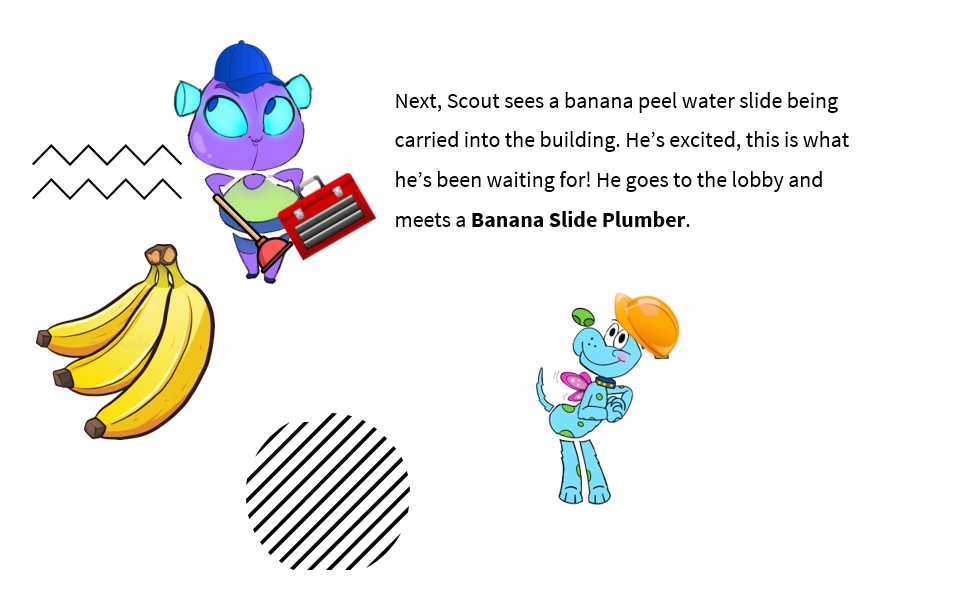 Next, Scout sees a banana peel water slide being
carried into the building. He’s excited, this is what
he’s been waiting for! He goes to the lobby and
meets a Banana Slide Plumber.